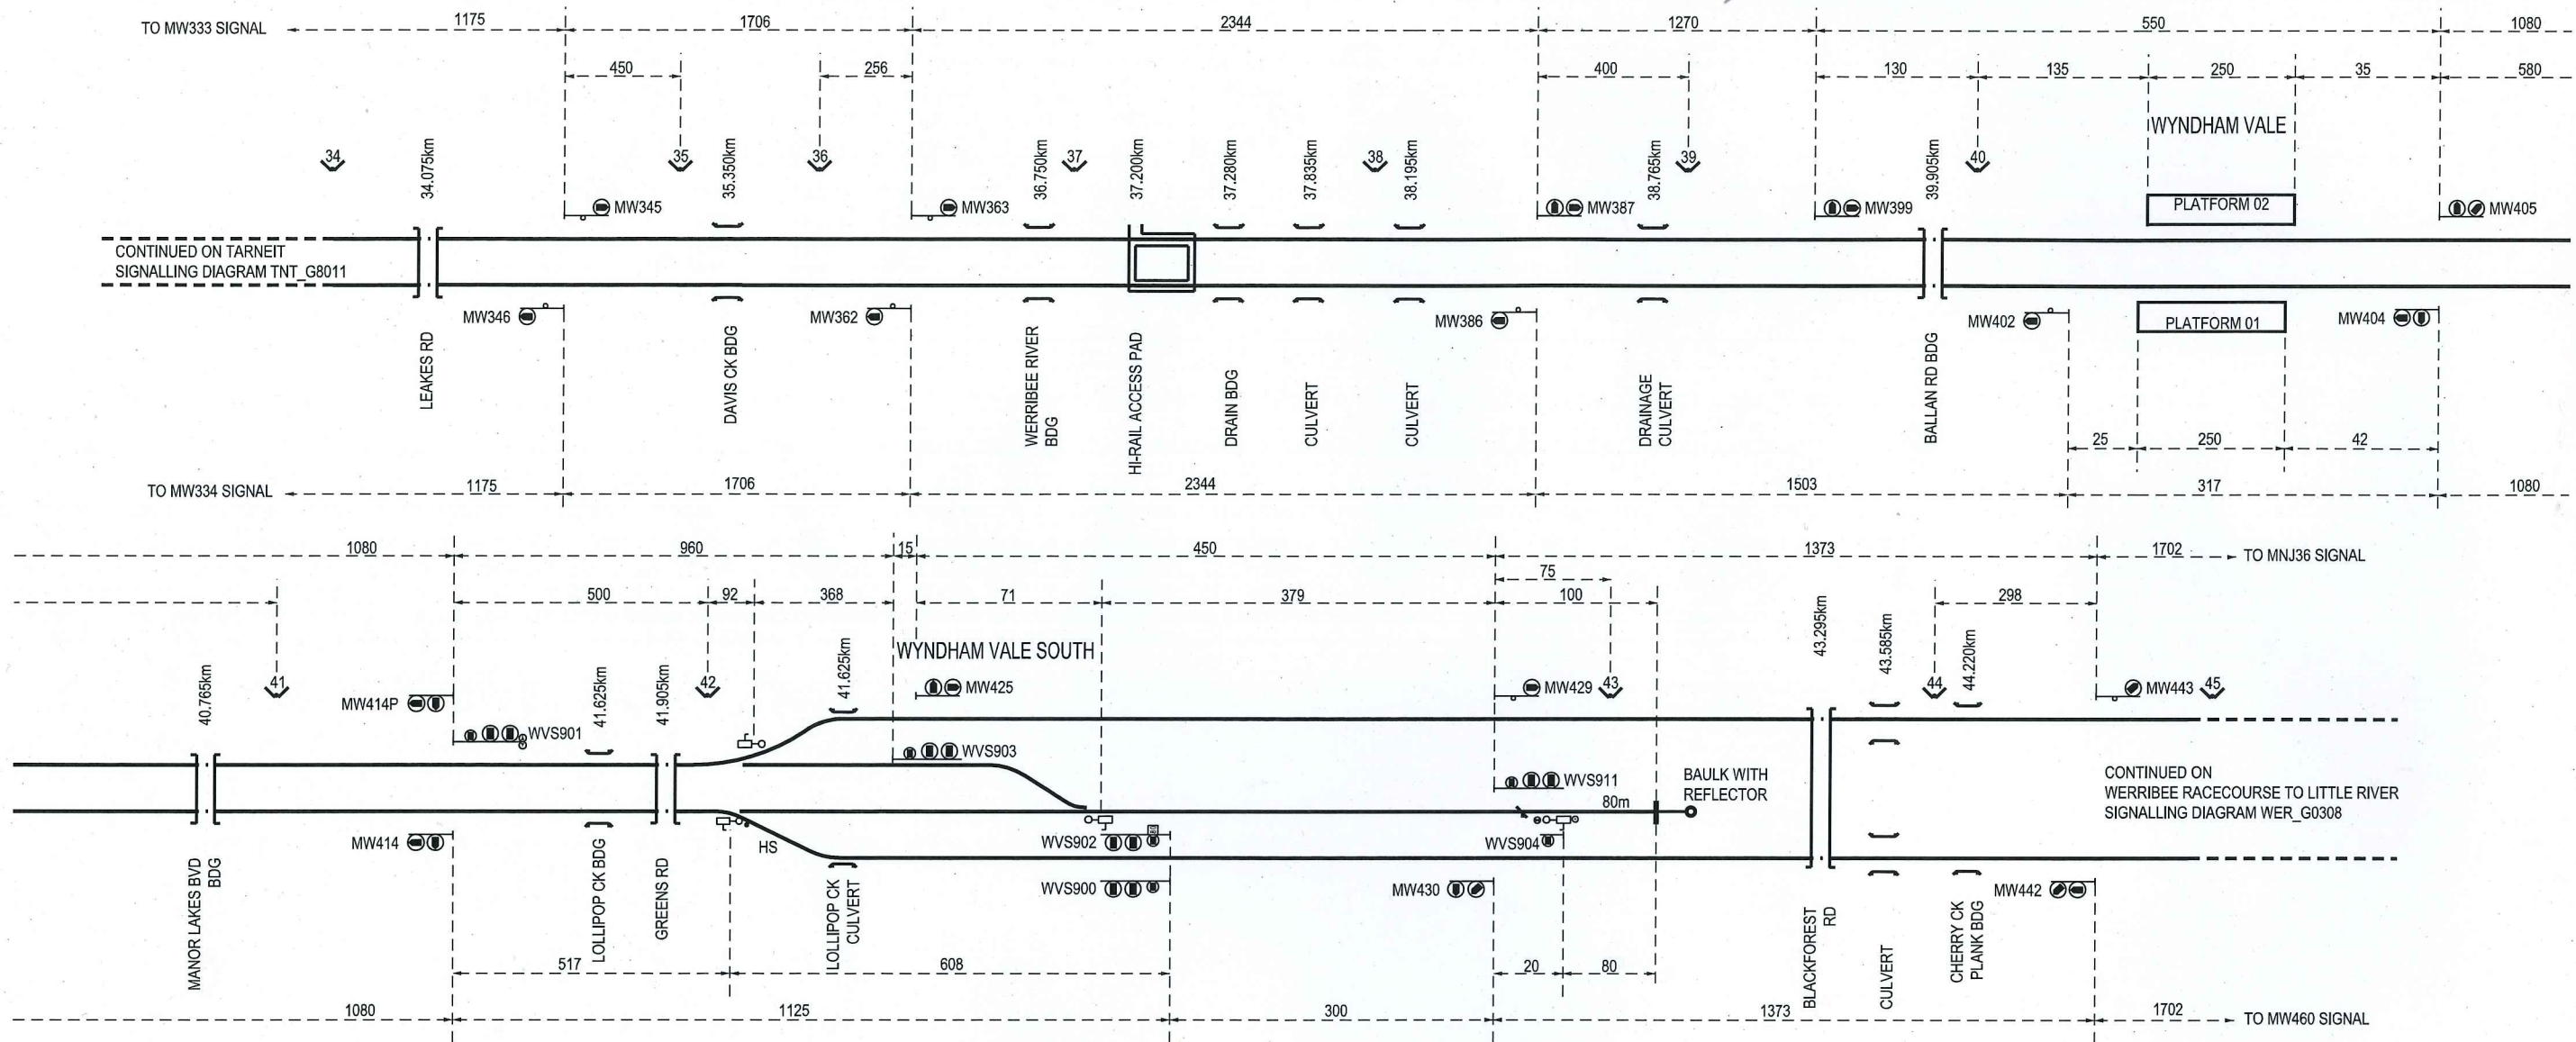 TO MW333 SIGNAL
1175
1706
2344
1270
550
1080
450
256
400
130
135
250
35
580
WYNDHAM VALE
34
34.075km
35
35.350km
36
36.750km
37
37.200km
37.280km
37.835km
38
38.195km
38.765km
39
39.905km
40
MW345
MW363
MW387
MW399
PLATFORM 02
MW405
CONTINUED ON TARNEIT
SIGNALLING DIAGRAM TNT_G8011
MW346
MW362
MW386
MW402
PLATFORM 01
MW404
LEAKES RD
DAVIS CK BDG
WERRIBEE RIVER
BDG
HI-RAIL ACCESS PAD
DRAIN BDG
CULVERT
CULVERT
DRAINAGE
CULVERT
BALLAN RD BDG
25
250
42
TO MW334 SIGNAL
1175
1706
2344
1503
317
1080
1080
960
15
450
1373
1702
TO MNJ36 SIGNAL
75
500
92
368
71
379
100
298
WYNDHAM VALE SOUTH
40.765km
41
41.625km
41.905km
42
41.625km
43
43.295km
43.585km
44
44.220km
45
MW414P
WVS901
MW425
MW429
MW443
WVS903
WVS911
BAULK WITH
REFLECTOR
80m
CONTINUED ON
WERRIBEE RACECOURSE TO LITTLE RIVER
SIGNALLING DIAGRAM WER_G0308
MW414
HS
WVS902
WVS904
WVS900
MW430
MW442
MANOR LAKES BVD
BDG
LOLLIPOP CK BDG
GREENS RD
LOLLIPOP CK
CULVERT
BLACKFOREST
RD
CULVERT
CHERRY CK
PLANK BDG
517
608
20
80
1080
1125
300
1373
1702
TO MW460 SIGNAL